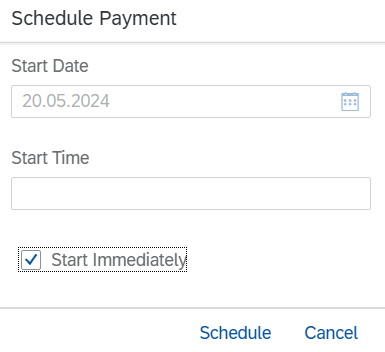 Schedule Payment
Start Date
20.05.2024
Start Time
Start Immediately
Schedule Cancel